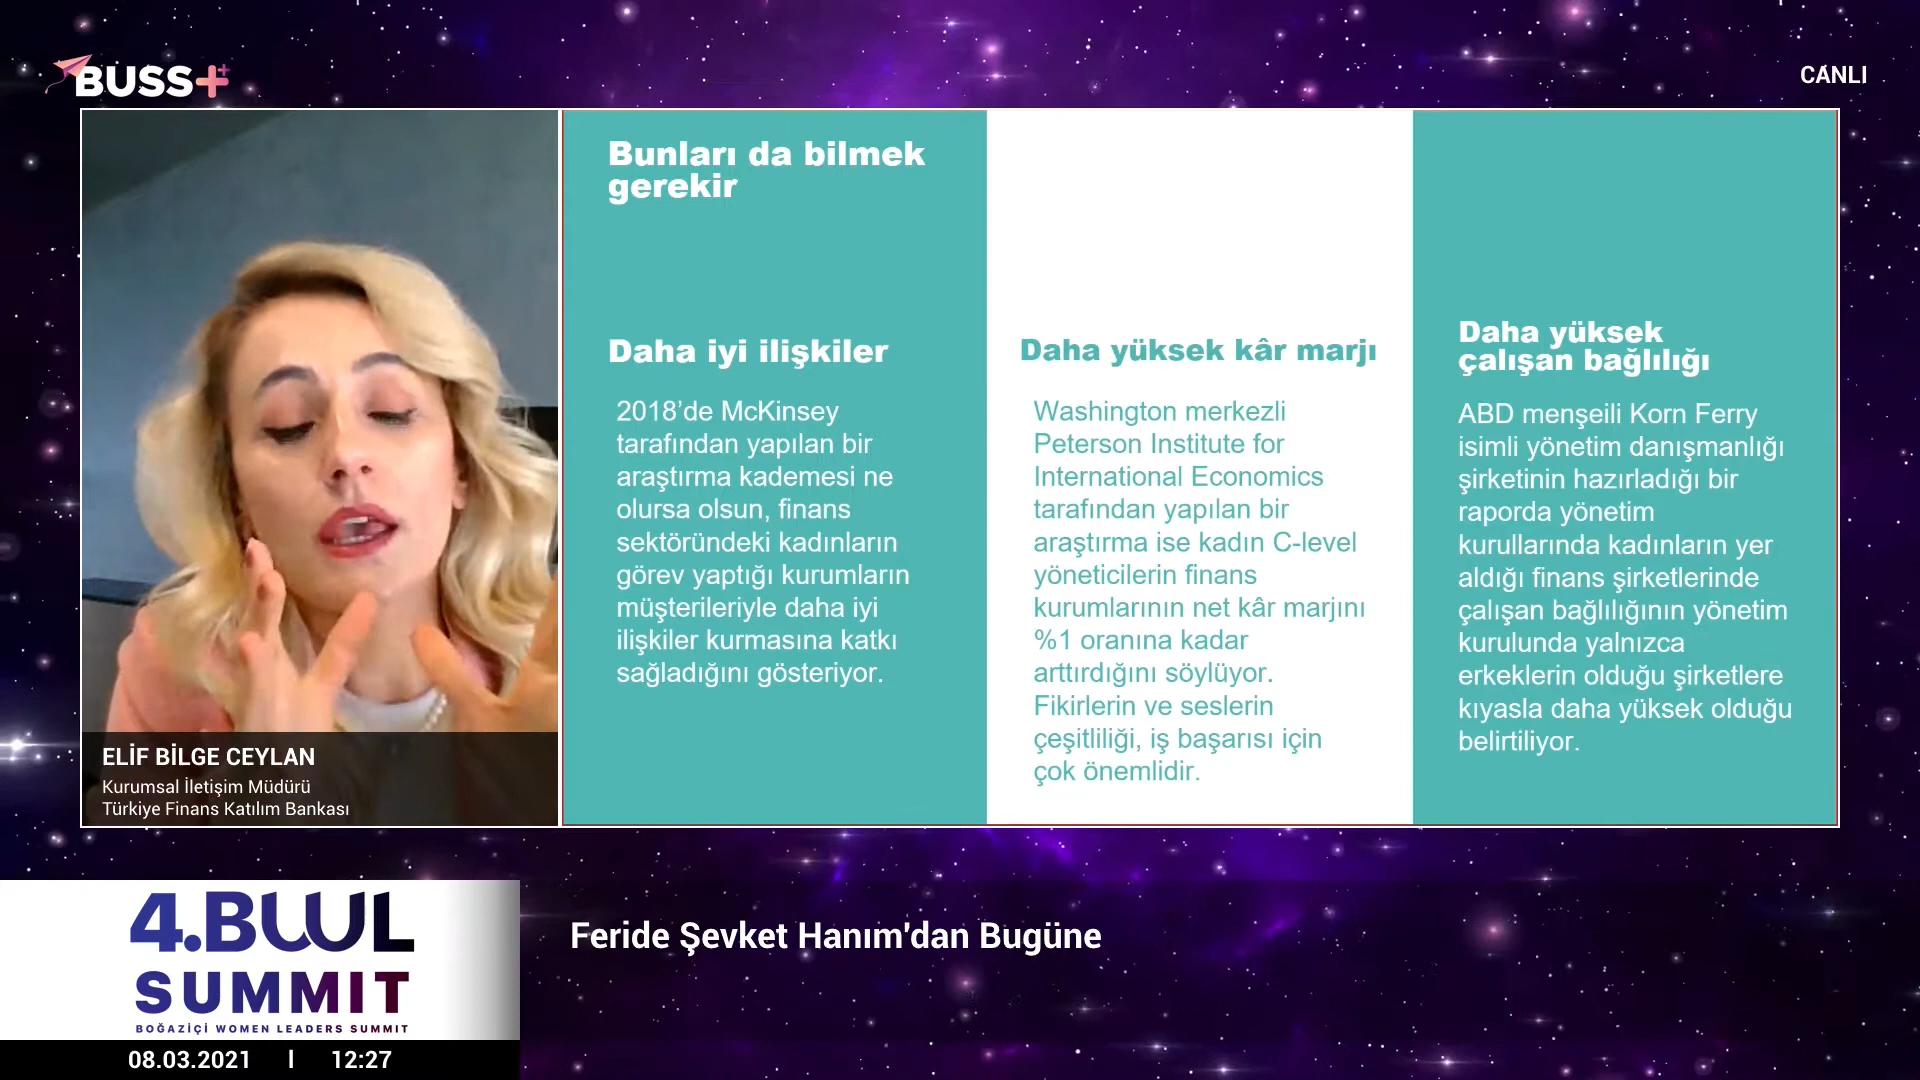 BUSS+
CANLI
Bunları da bilmek
gerekir
Daha iyi ilişkiler
2018’de McKinsey
tarafından yapılan bir
araştırma kademesi ne
olursa olsun, finans
sektöründeki kadınların
görev yaptığı kurumların
müşterileriyle daha iyi
ilişkiler kurmasına katkı
sağladığını gösteriyor.
Daha yüksek kâr marjı
Washington merkezli
Peterson Institute for
International Economics
tarafından yapılan bir
araştırma ise kadın C-level
yöneticilerin finans
kurumlarının net kâr marjını
%1 oranına kadar
arttırdığını söylüyor.
Fikirlerin ve seslerin
çeşitliliği, iş başarısı için
çok önemlidir.
Daha yüksek
çalışan bağlılığı
ABD menşeili Korn Ferry
isimli yönetim danışmanlığı
şirketinin hazırladığı bir
raporda yönetim
kurullarında kadınların yer
aldığı finans şirketlerinde
çalışan bağlılığının yönetim
kurulunda yalnızca
erkeklerin olduğu şirketlere
kıyasla daha yüksek olduğu
belirtiliyor.
ELİF BİLGE CEYLAN
Kurumsal İletişim Müdürü
Türkiye Finans Katılım Bankası
4.BWL
SUMMIT
BOĞAZİÇİ WOMEN LEADERS SUMMIT
08.03.2021 | 12:27
Feride Şevket Hanım'dan Bugüne